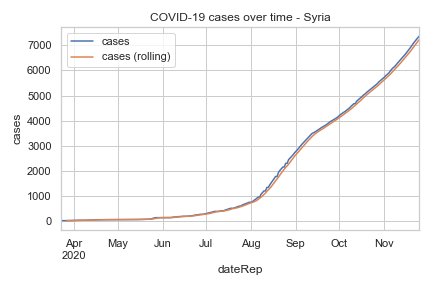 COVID-19 cases over time - Syria
cases
cases (rolling)
7000
6000
5000
4000
3000
2000
1000
0
cases
Apr May Jun Jul Aug Sep Oct Nov
2020
dateRep